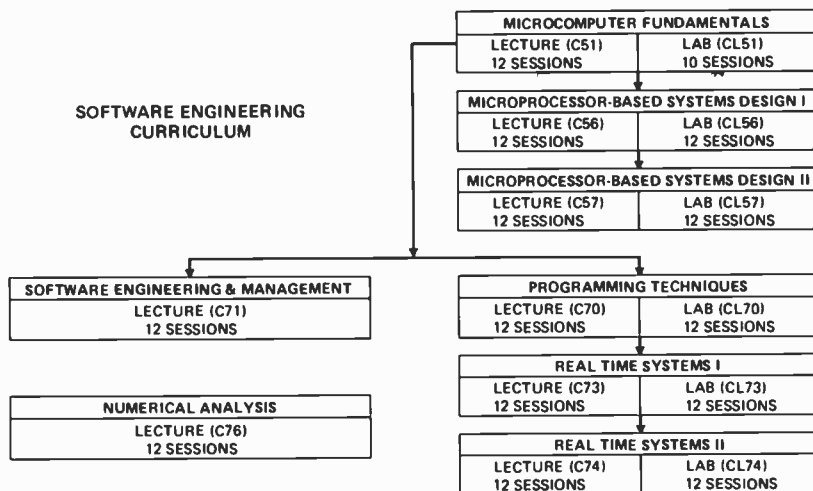 MICROCOMPUTER FUNDAMENTALS
LECTURE (C51) LAB (CL51)
12 SESSIONS 10 SESSIONS
SOFTWARE ENGINEERING
CURRICULUM
MICROPROCESSOR-BASED SYSTEMS DESIGN I
LECTURE (C56) LAB (CL56)
12 SESSIONS 12 SESSIONS
MICROPROCESSOR-BASED SYSTEMS DESIGN II
LECTURE (C57) LAB (CL57)
12 SESSIONS 12 SESSIONS
SOFTWARE ENGINEERING & MANAGEMENT
LECTURE (C71)
12 SESSIONS
PROGRAMMING TECHNIQUES
LECTURE (C70) LAB (CL70)
12 SESSIONS 12 SESSIONS
REAL TIME SYSTEMS I
LECTURE (C73) LAB (CL73)
12 SESSIONS 12 SESSIONS
NUMERICAL ANALYSIS
LECTURE (C76)
12 SESSIONS
REAL TIME SYSTEMS II
LECTURE (C74) LAB (CL74)
12 SESSIONS 12 SESSIONS